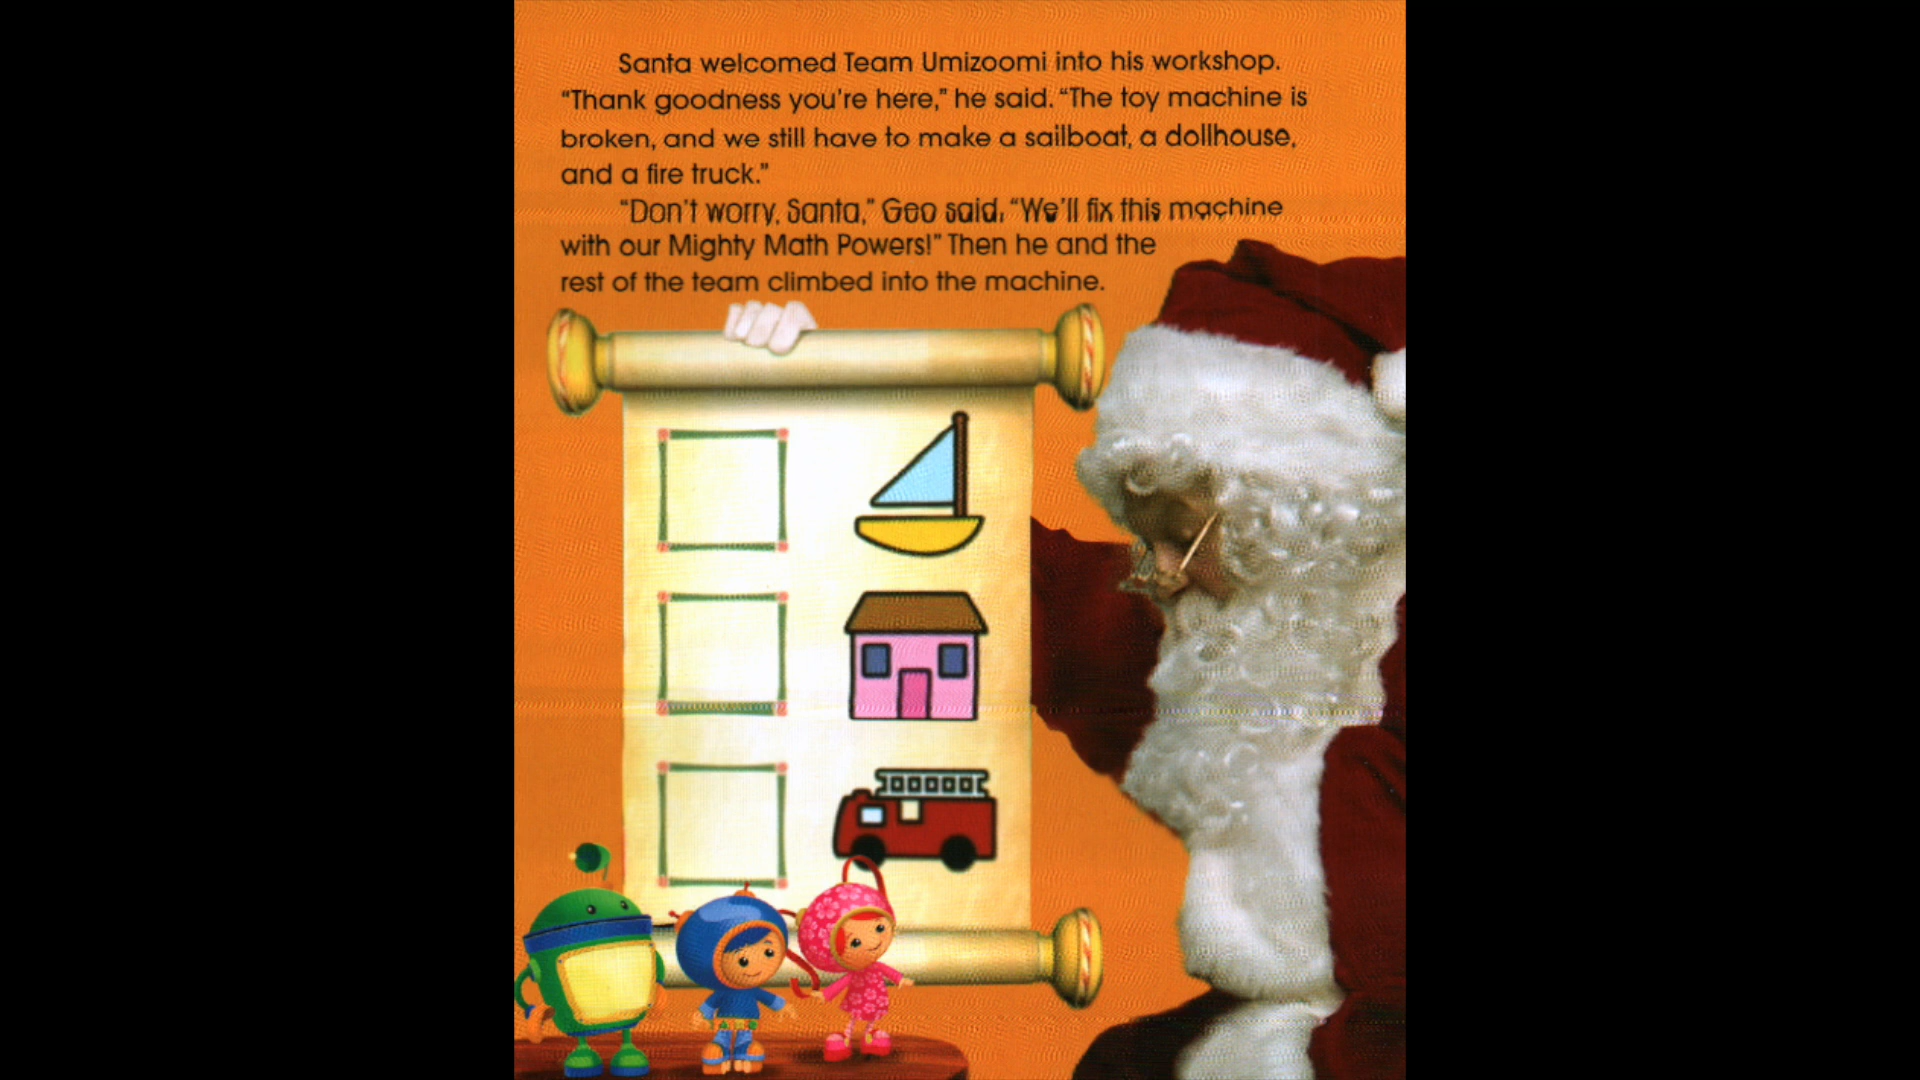 Santa welcomed Team Umizoomi into his workshop.
“Thank goodness you’re here,” he said. “The toy machine is
broken, and we still have to make a sailboat, a dollhouse,
and a fire truck.”
“Don’t worry, Santa,” Geo said. “We’ll fix this machine
with our Mighty Math Powers!” Then he and the
rest of the team climbed into the machine.